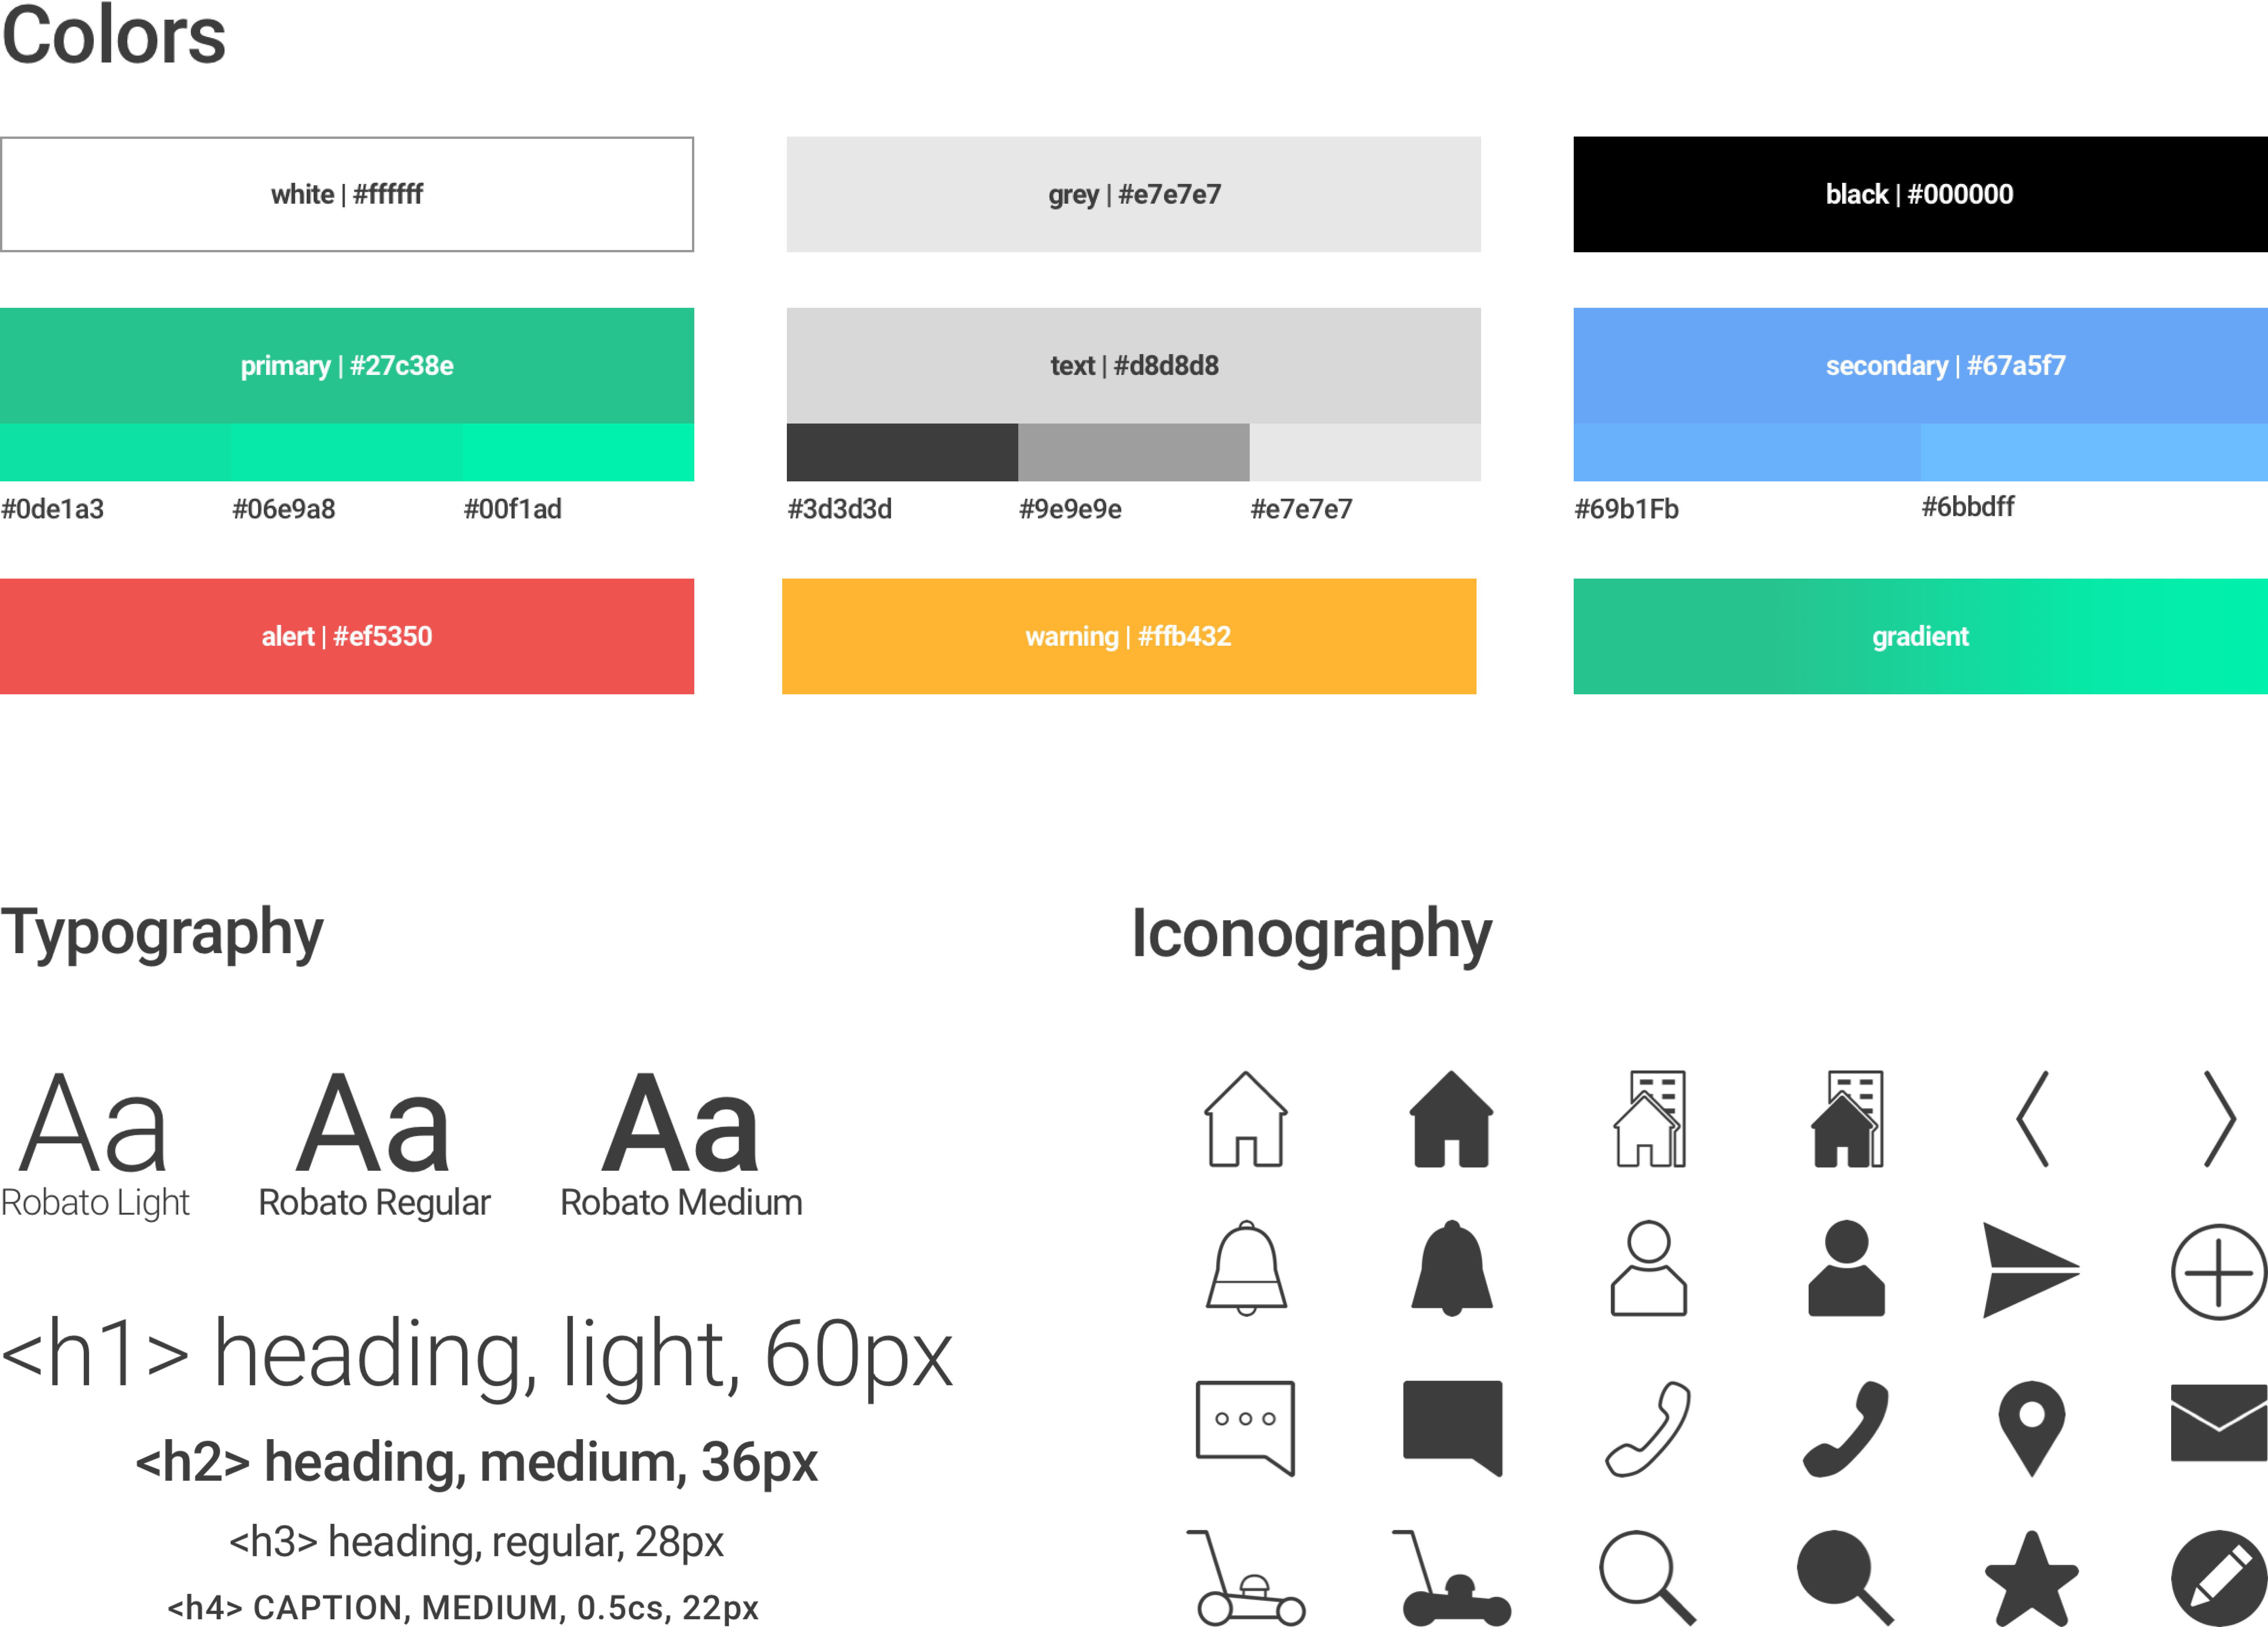 Colors
white | #ffffff
grey | #e7e7e7
black | #000000
primary | #27c38e
text | #d8d8d8
secondary | #67a5f7
#0de1a3
#06e9a8
#00f1ad
#3d3d3d
#9e9e9e
#e7e7e7
#69b1Fb
#6bbdff
alert | #ef5350
warning | #ffb432
gradient
Typography
Aa
Robato Light
Aa
Robato Regular
Aa
Robato Medium
<h1> heading, light, 60px
<h2> heading, medium, 36px
<h3> heading, regular, 28px
<h4> CAPTION, MEDIUM, 0.5cs, 22px
Iconography